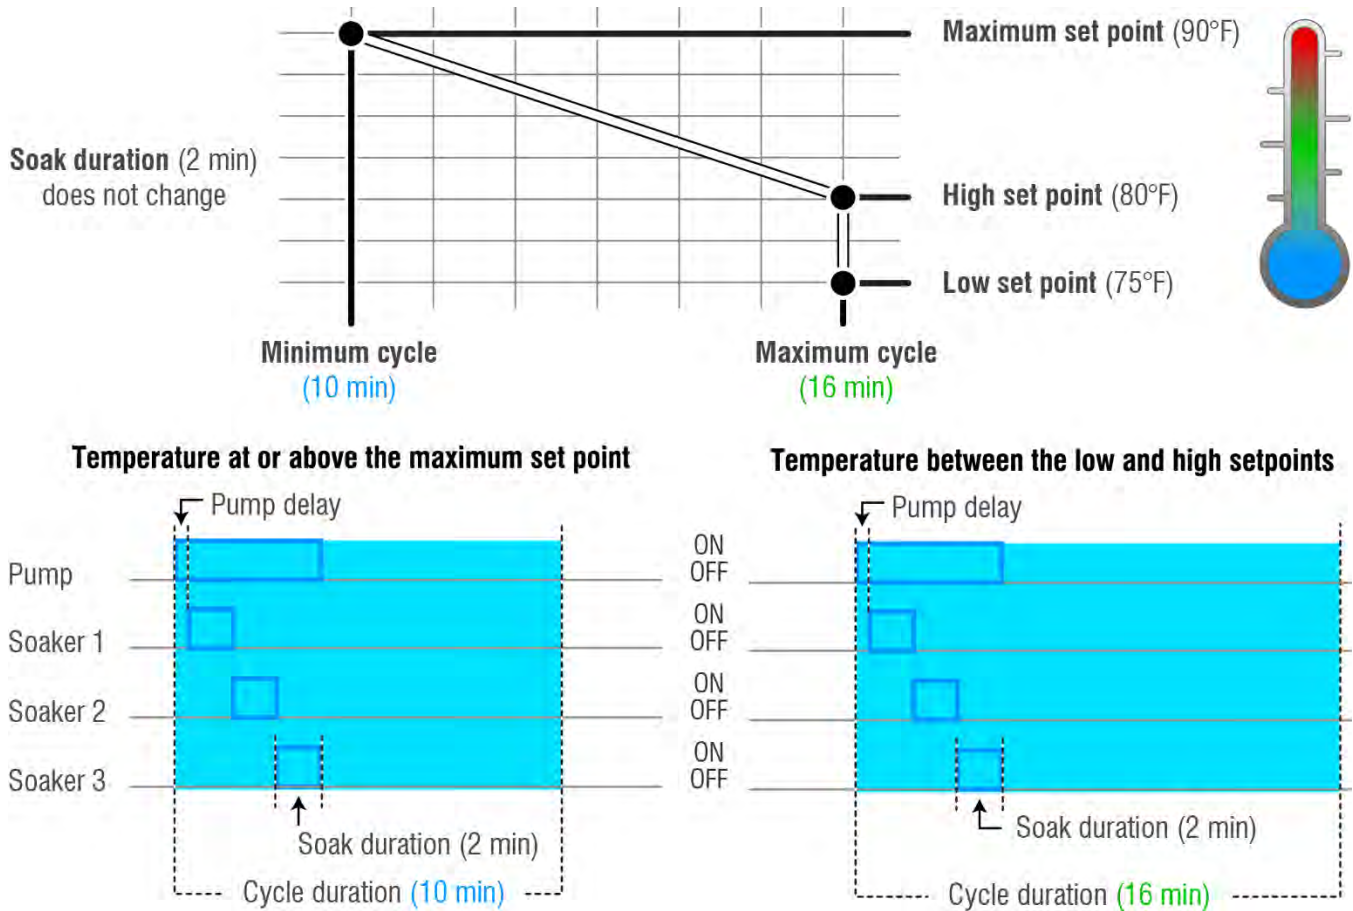 Maximum set point (90°F)
Soak duration (2 min)
does not change
High set point (80°F)
Low set point (75°F)
Minimum cycle
(10 min)
Maximum cycle
(16 min)
Temperature at or above the maximum set point
Pump delay
Pump
Soaker 1
Soaker 2
Soaker 3
Soak duration (2 min)
Cycle duration (10 min)
Temperature between the low and high setpoints
Pump delay
ON
OFF
ON
OFF
ON
OFF
ON
OFF
Soak duration (2 min)
Cycle duration (16 min)